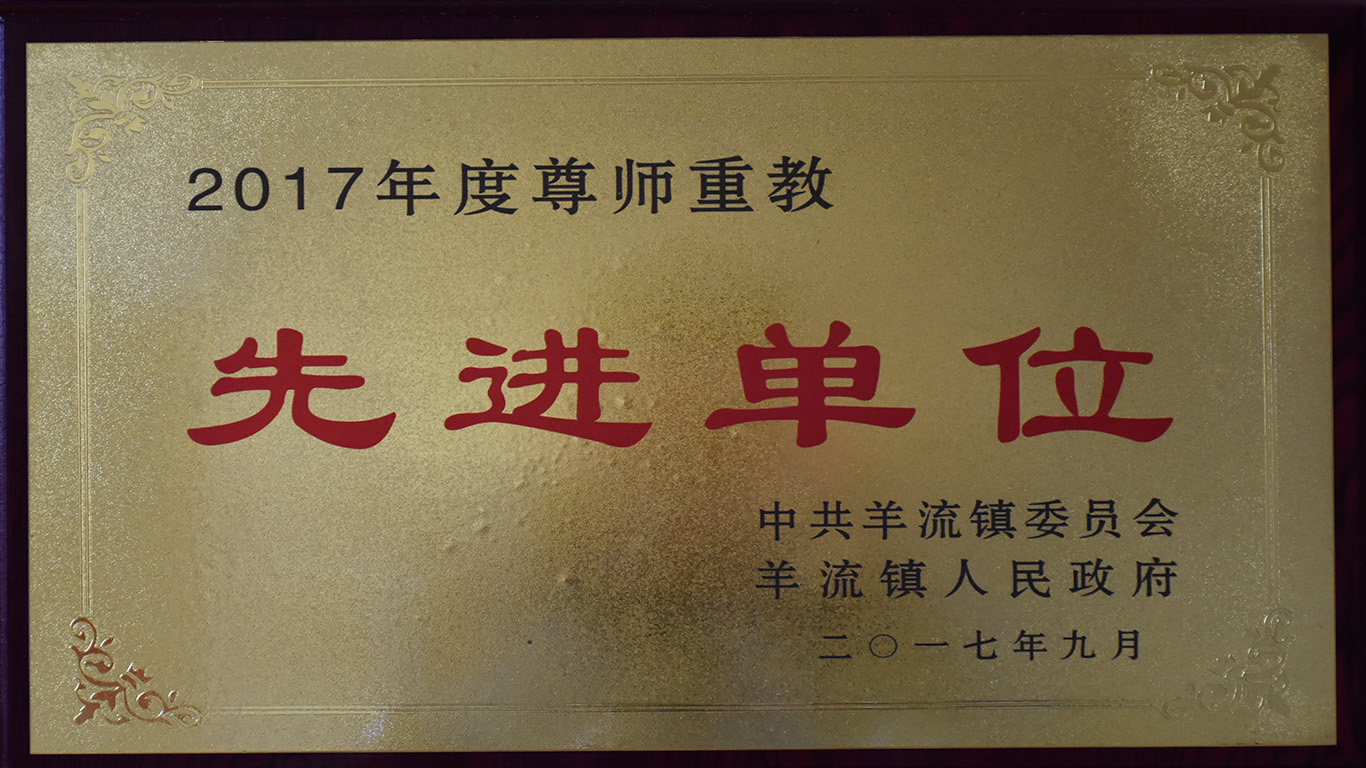 2017年度尊师重教
先进单位
中共羊流镇委员会
羊流镇人民政府
二〇一七年九月